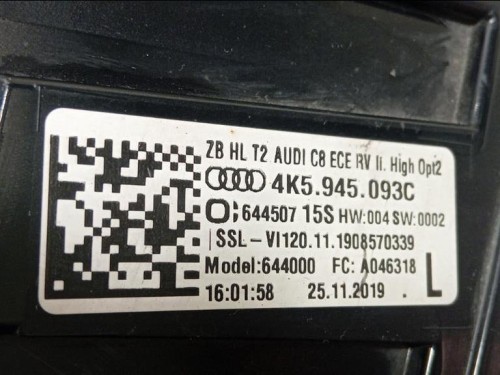 ZB HL T2 AUDI C8 ECE RV li. High Opt2
4K5.945.093C
644507 15S HW:004 SW:0002
SSL-VI120.11.1908570339
Model:644000 FC: A046318
16:01:58 25.11.2019 . L